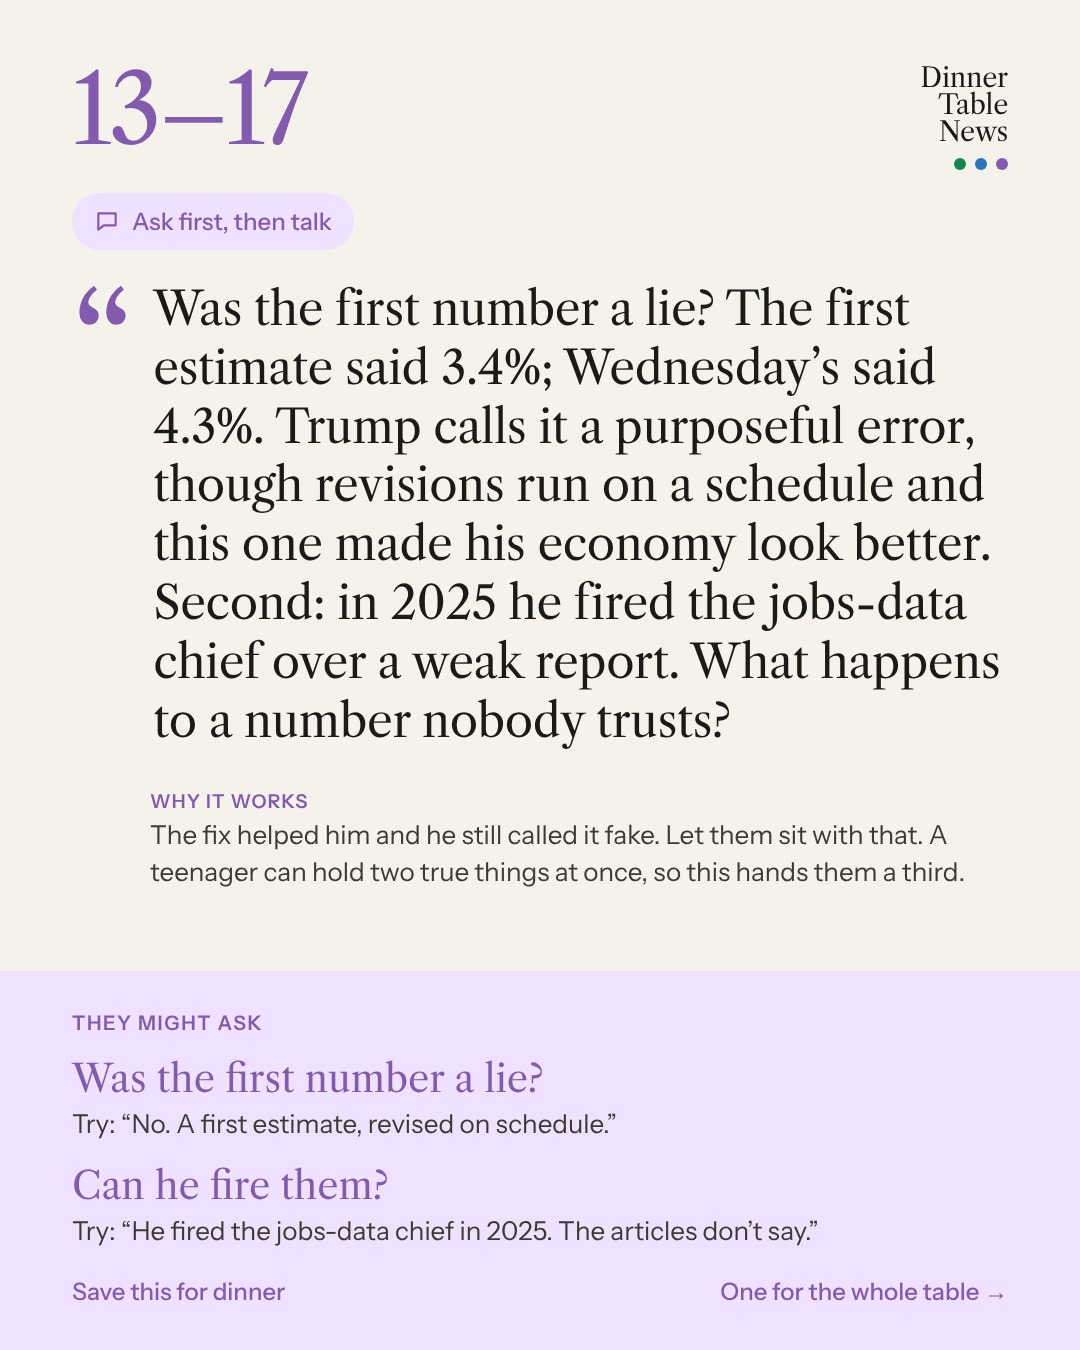 13–17
Dinner
Table
News
Ask first, then talk
“ Was the first number a lie? The first
estimate said 3.4%; Wednesday’s said
4.3%. Trump calls it a purposeful error,
though revisions run on a schedule and
this one made his economy look better.
Second: in 2025 he fired the jobs-data
chief over a weak report. What happens
to a number nobody trusts?
WHY IT WORKS
The fix helped him and he still called it fake. Let them sit with that. A
teenager can hold two true things at once, so this hands them a third.
THEY MIGHT ASK
Was the first number a lie?
Try: “No. A first estimate, revised on schedule.”
Can he fire them?
Try: “He fired the jobs-data chief in 2025. The articles don’t say.”
Save this for dinner
One for the whole table →